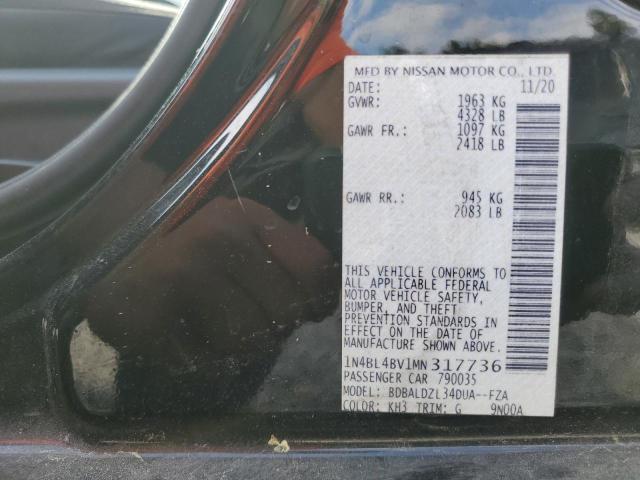 MFD BY NISSAN MOTOR CO., LTD.
DATE: 11/20
GVWR: 1963 KG
4328 LB
GAWR FR.: 1097 KG
2418 LB
GAWR RR.: 945 KG
2083 LB
THIS VEHICLE CONFORMS TO
ALL APPLICABLE FEDERAL
MOTOR VEHICLE SAFETY,
BUMPER, AND THEFT
PREVENTION STANDARDS IN
EFFECT ON THE DATE OF
MANUFACTURE SHOWN ABOVE.
1N4BL4BV1MN317736
PASSENGER CAR 790035
MODEL: BDBALDZL34DUA--FZA
COLOR: KH3 TRIM: G 9N00A